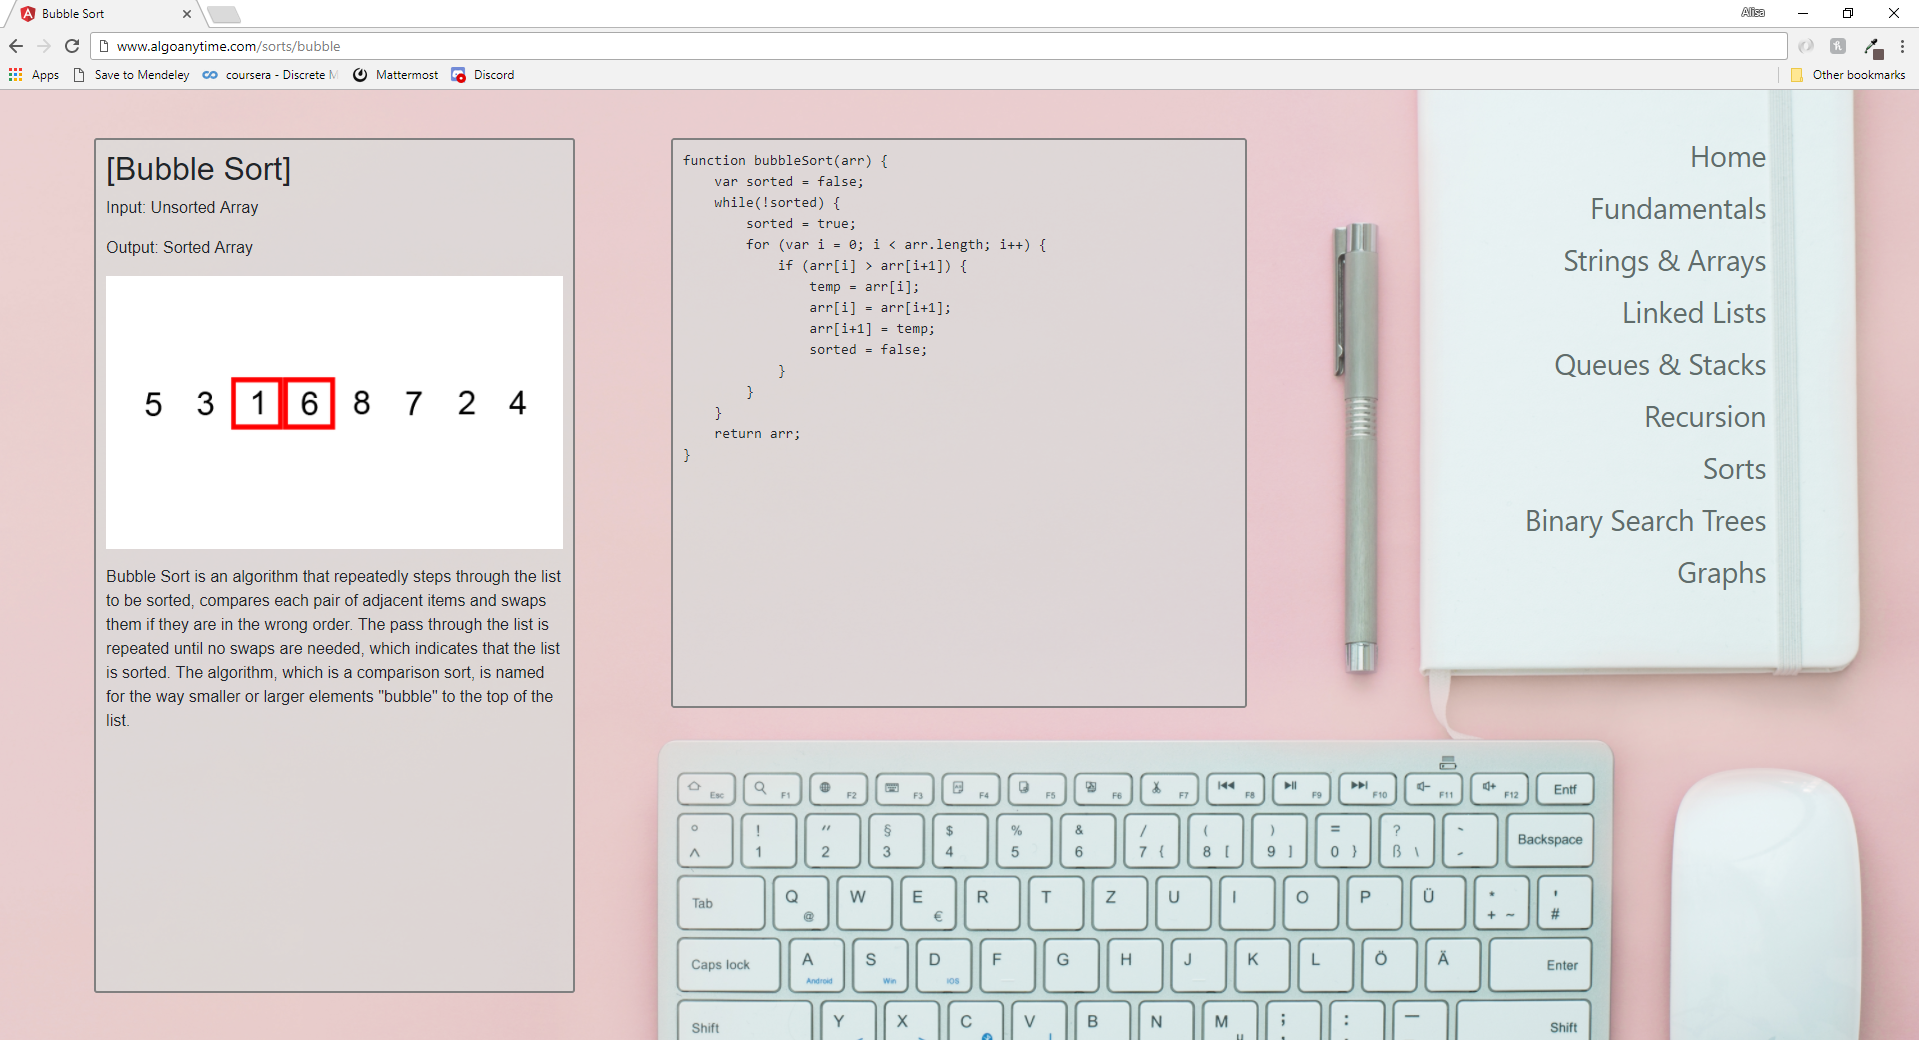 Bubble Sort
Alisa
www.algoanytime.com/sorts/bubble
Apps Save to Mendeley coursera - Discrete Mattermost Discord Other bookmarks
[Bubble Sort]
Input: Unsorted Array
Output: Sorted Array
5 3 1 6 8 7 2 4
Bubble Sort is an algorithm that repeatedly steps through the list
to be sorted, compares each pair of adjacent items and swaps
them if they are in the wrong order. The pass through the list is
repeated until no swaps are needed, which indicates that the list
is sorted. The algorithm, which is a comparison sort, is named
for the way smaller or larger elements "bubble" to the top of the
list.
function bubbleSort(arr) {
var sorted = false;
while(!sorted) {
sorted = true;
for (var i = 0; i < arr.length; i++) {
if (arr[i] > arr[i+1]) {
temp = arr[i];
arr[i] = arr[i+1];
arr[i+1] = temp;
sorted = false;
}
}
}
return arr;
}
Home
Fundamentals
Strings & Arrays
Linked Lists
Queues & Stacks
Recursion
Sorts
Binary Search Trees
Graphs
Esc F1 F2 F3 F4 F5 F6 F7 F8 F9 F10 F11 F12 Entf
° ! " § $ % & / ( ) = ? `
^ 1 2 3 4 5 6 7 { 8 [ 9 ] 0 } ß \ ´ Backspace
Tab Q @ W E € R T Z U I O P Ü * + ~ ' #
Caps lock A S D F G H J K L Ö Ä Enter
Android Win IOS
Shift Y X C V B N M ; : _ Shift